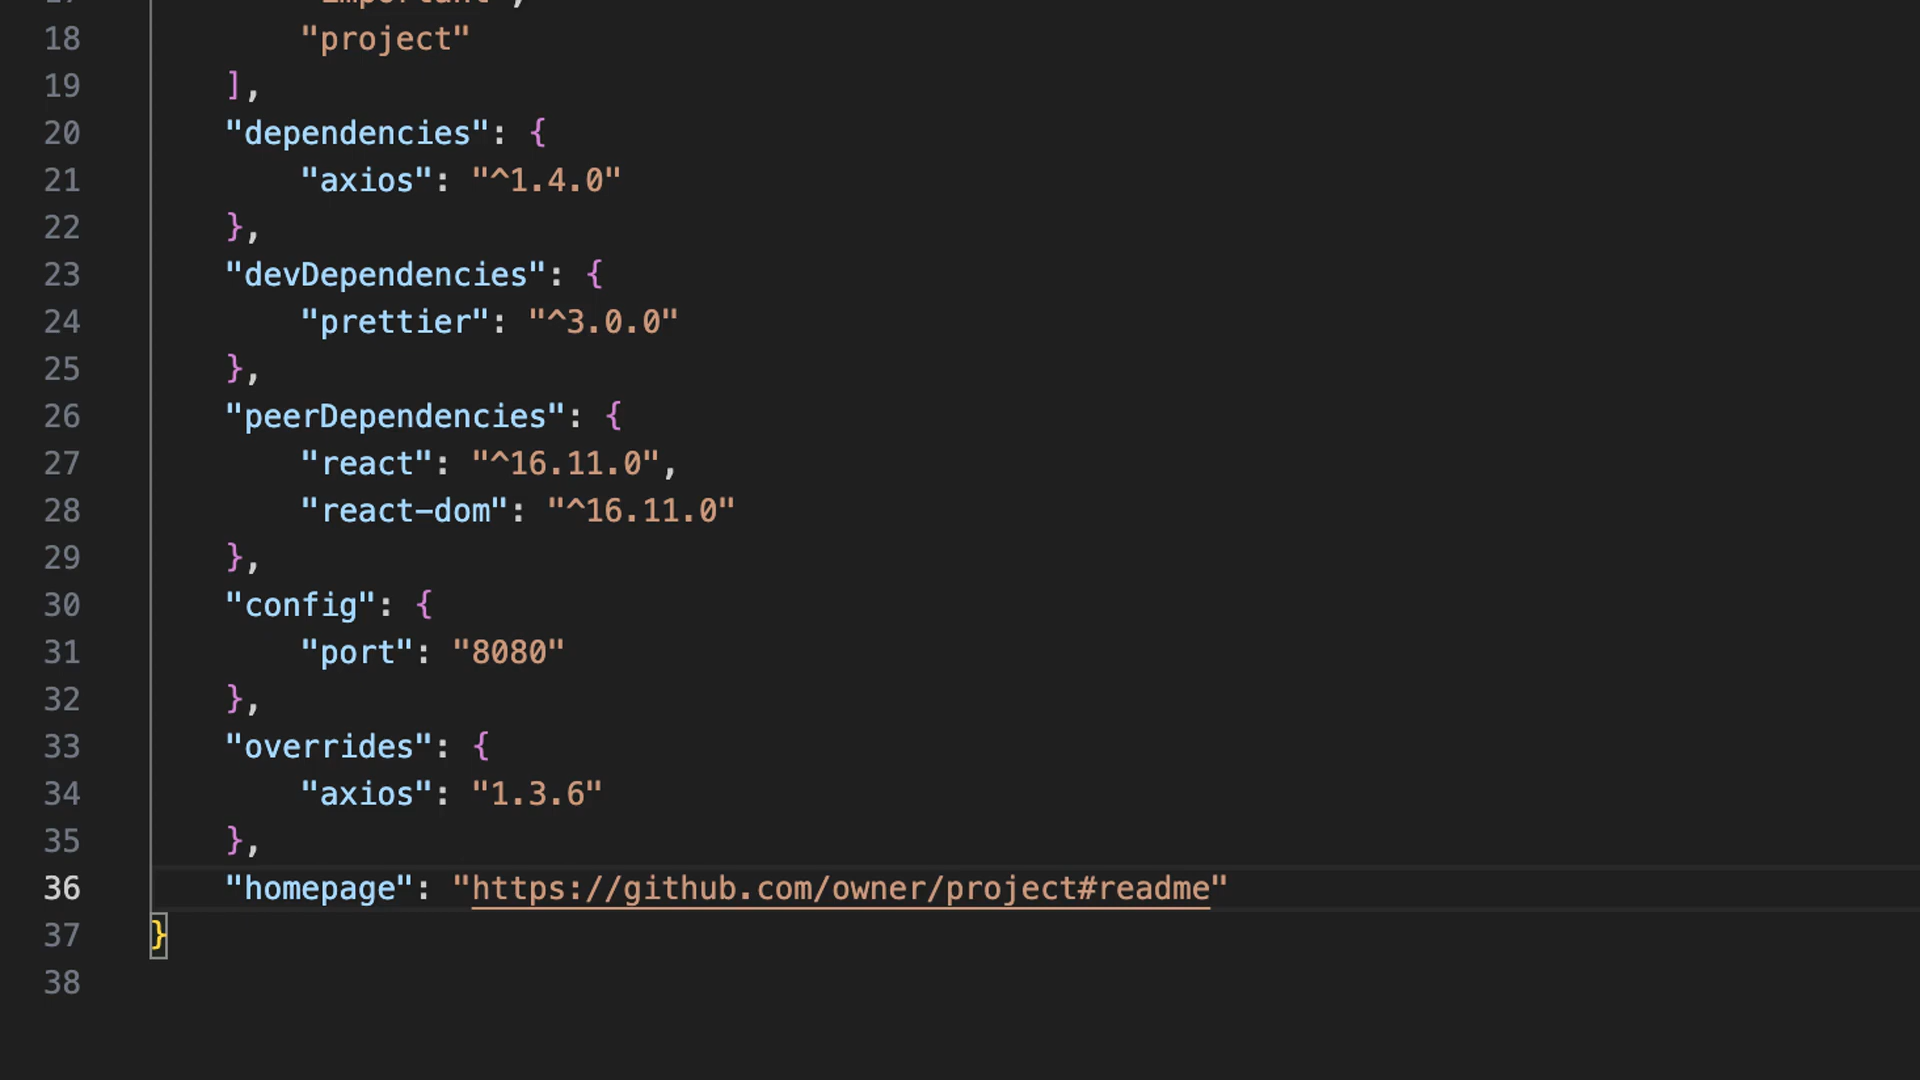 "important",
18 "project"
19 ],
20 "dependencies": {
21 "axios": "^1.4.0"
22 },
23 "devDependencies": {
24 "prettier": "^3.0.0"
25 },
26 "peerDependencies": {
27 "react": "^16.11.0",
28 "react-dom": "^16.11.0"
29 },
30 "config": {
31 "port": "8080"
32 },
33 "overrides": {
34 "axios": "1.3.6"
35 },
36 "homepage": "https://github.com/owner/project#readme"
37 }
38